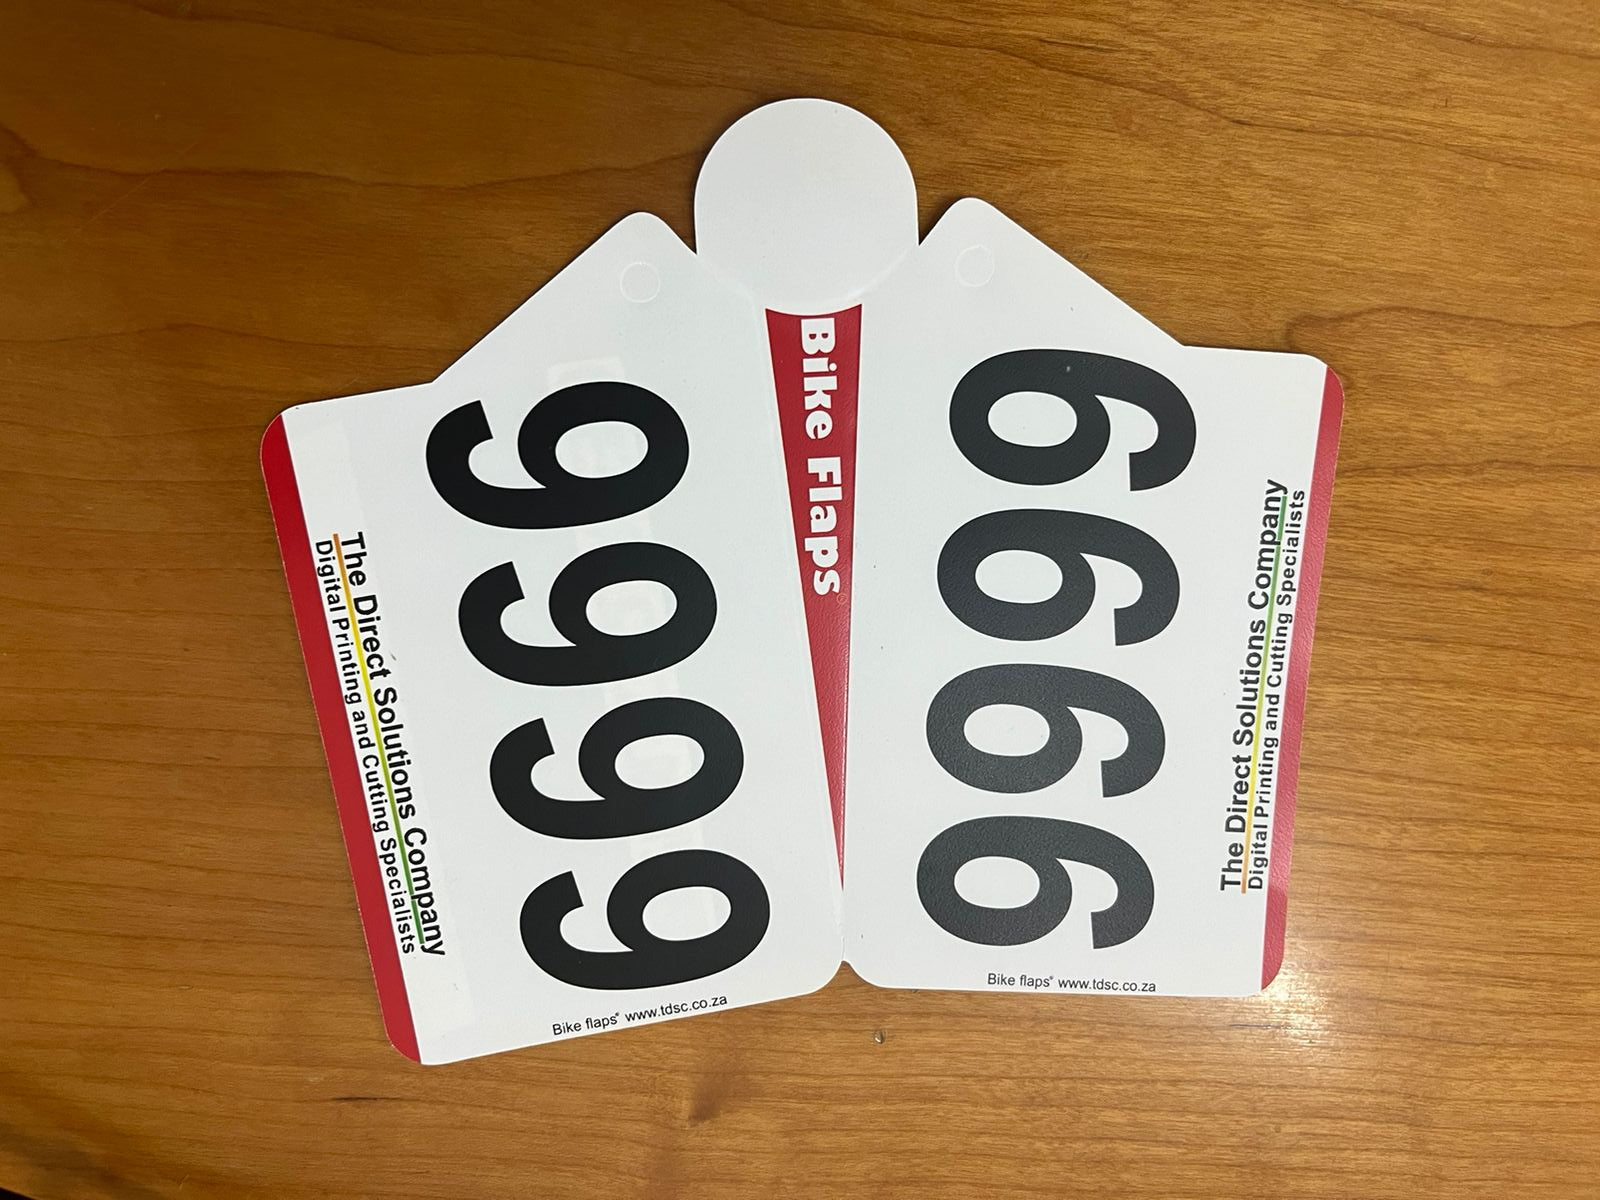 Bike Flaps
9999
The Direct Solutions Company
Digital Printing and Cutting Specialists
Bike flaps® www.tdsc.co.za
9999
The Direct Solutions Company
Digital Printing and Cutting Specialists
Bike flaps® www.tdsc.co.za